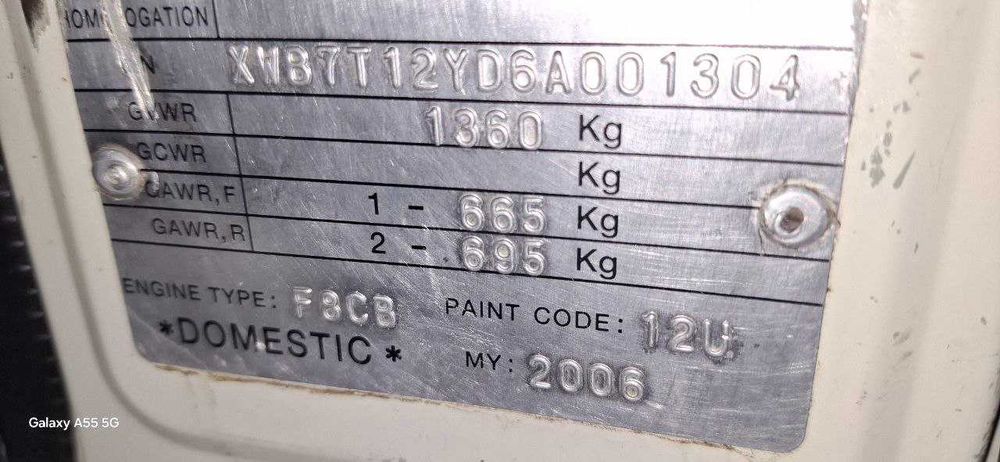 HOMOLOGATION
VIN XWB7T12YD6A001304
GVWR 1360 Kg
GCWR Kg
GAWR,F 1 - 665 Kg
GAWR,R 2 - 695 Kg
ENGINE TYPE: F8CB PAINT CODE: 12U
*DOMESTIC* MY: 2006
Galaxy A55 5G